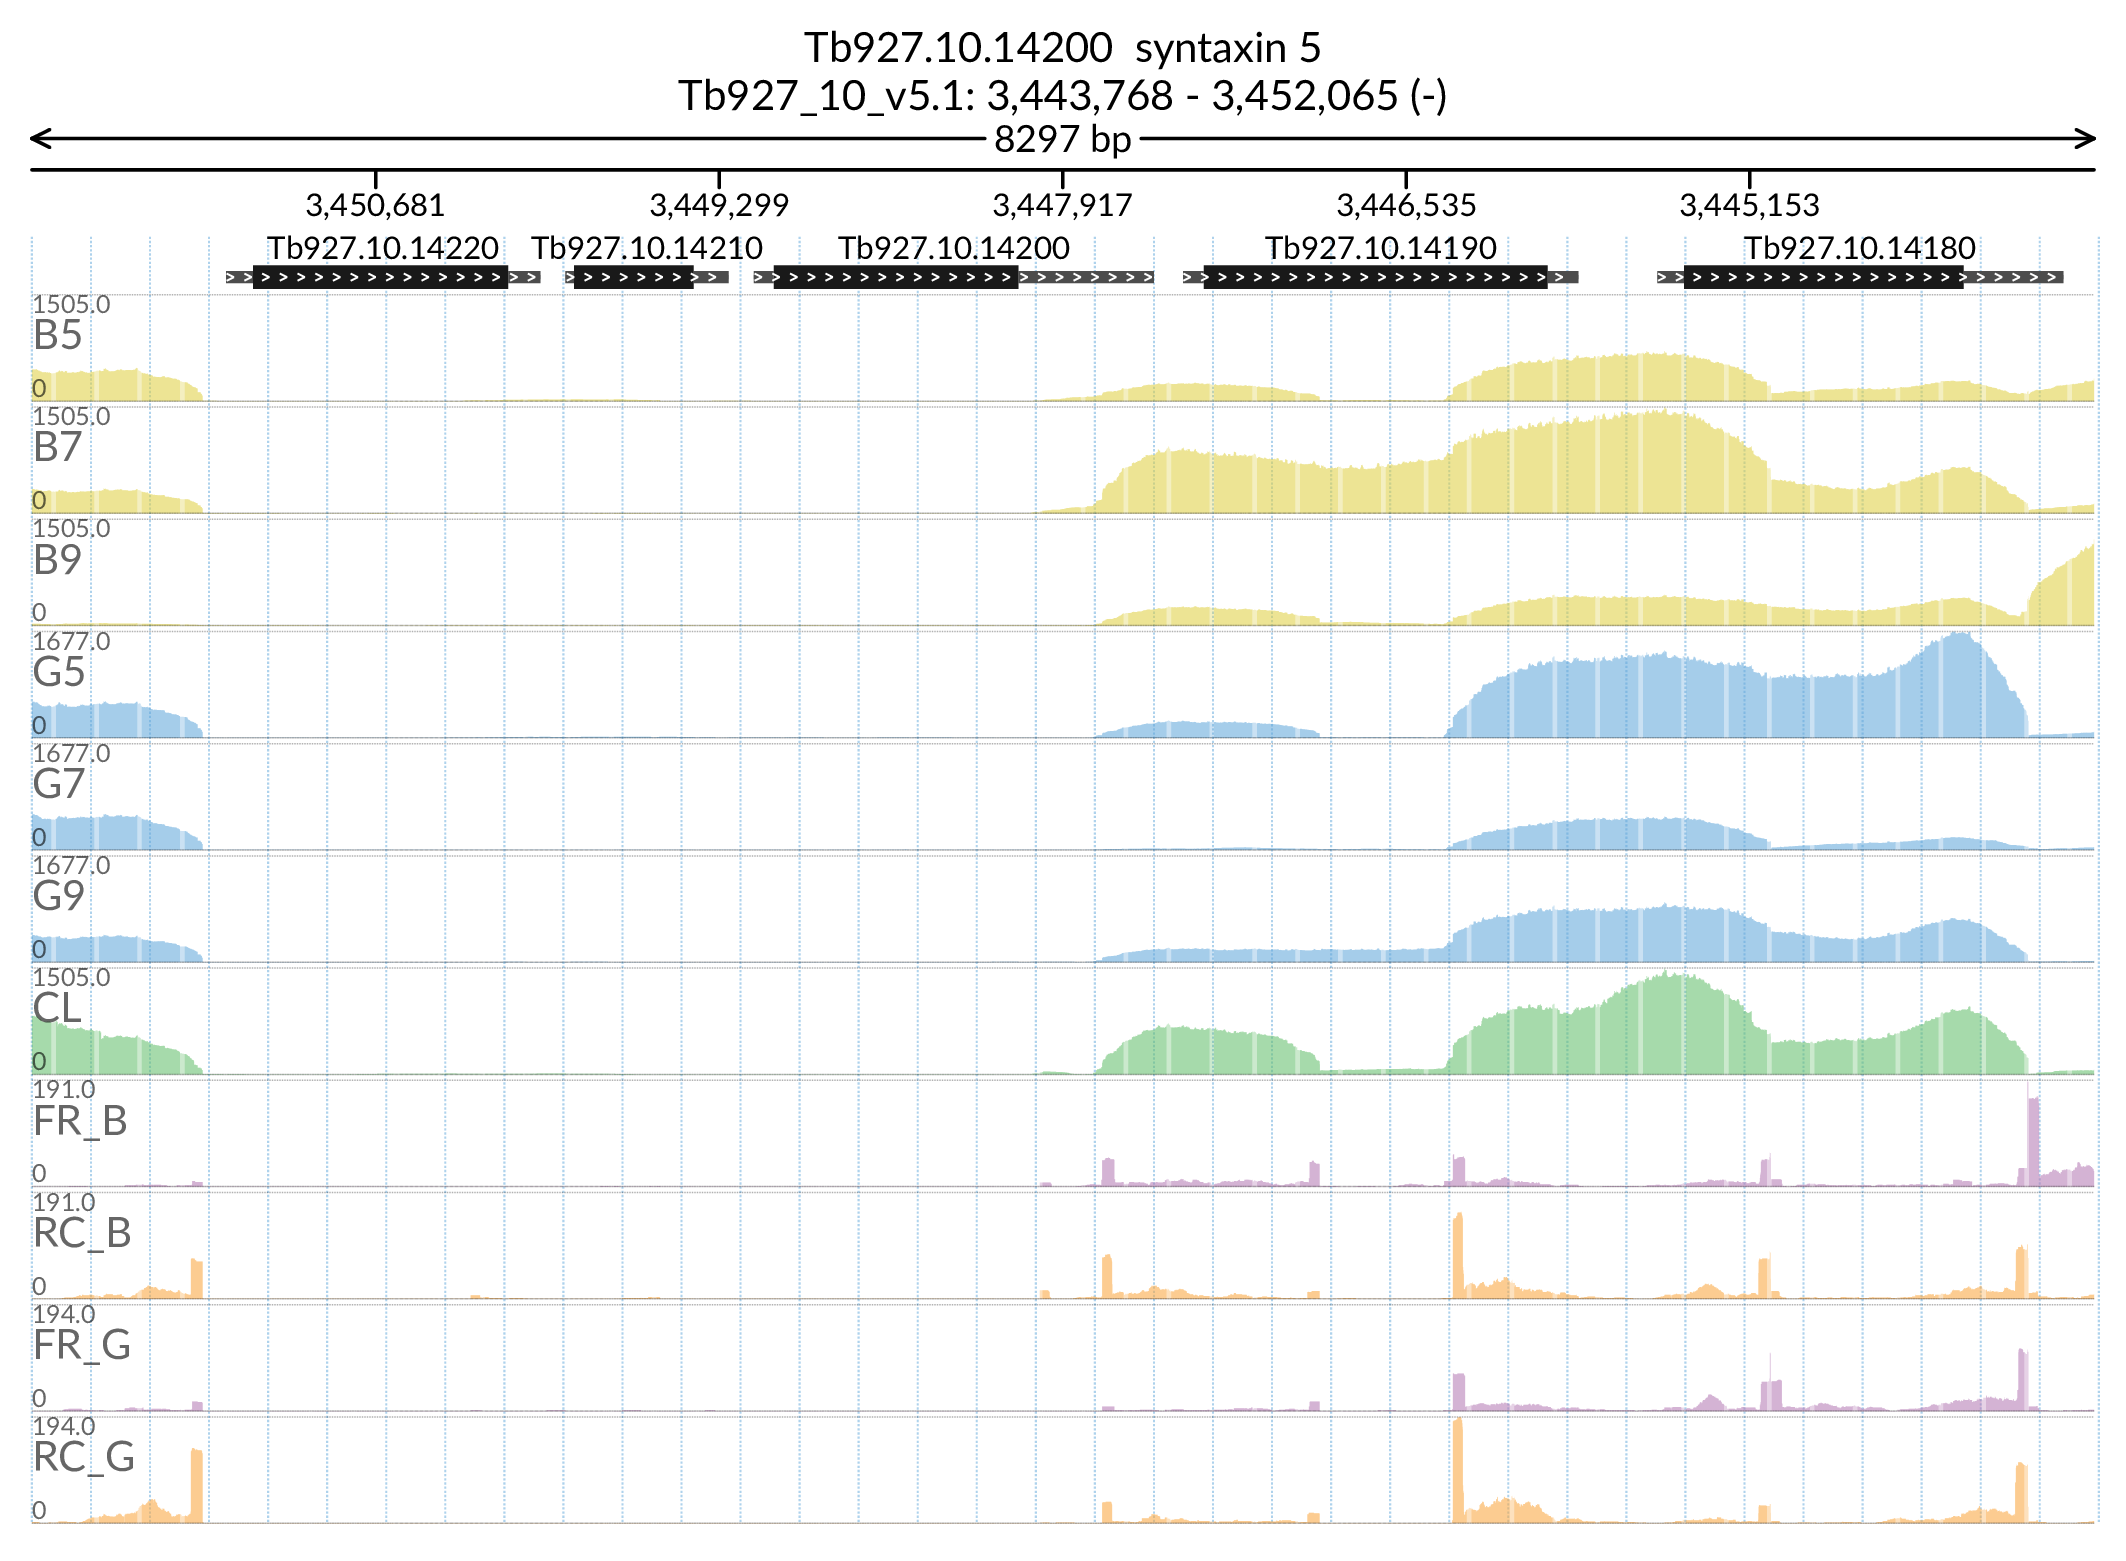 Tb927.10.14200 syntaxin 5
Tb927_10_v5.1: 3,443,768 - 3,452,065 (-)
8297 bp
3,450,681 3,449,299 3,447,917 3,446,535 3,445,153
Tb927.10.14220 Tb927.10.14210 Tb927.10.14200 Tb927.10.14190 Tb927.10.14180
1505.0
B5
0
1505.0
B7
0
1505.0
B9
0
1677.0
G5
0
1677.0
G7
0
1677.0
G9
0
1505.0
CL
0
191.0
FR_B
0
191.0
RC_B
0
194.0
FR_G
0
194.0
RC_G
0